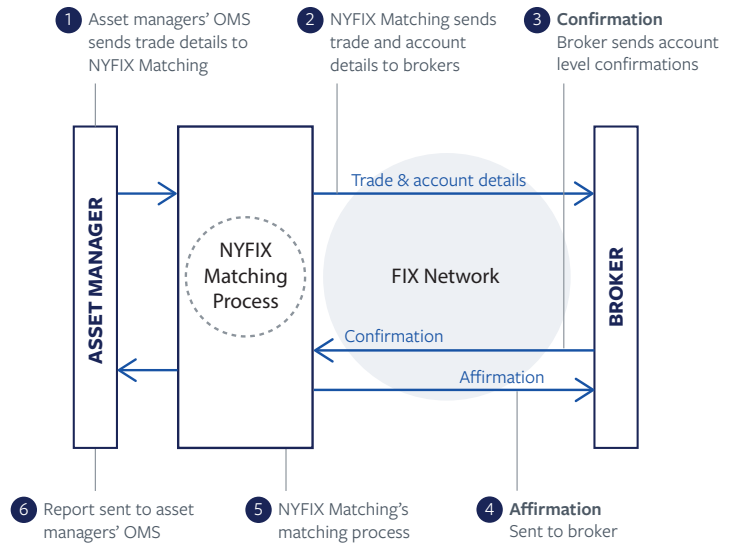 1 Asset managers’ OMS
sends trade details to
NYFIX Matching
2 NYFIX Matching sends
trade and account
details to brokers
3 Confirmation
Broker sends account
level confirmations
ASSET MANAGER
NYFIX
Matching
Process
Trade & account details
FIX Network
Confirmation
Affirmation
BROKER
6 Report sent to asset
managers’ OMS
5 NYFIX Matching’s
matching process
4 Affirmation
Sent to broker